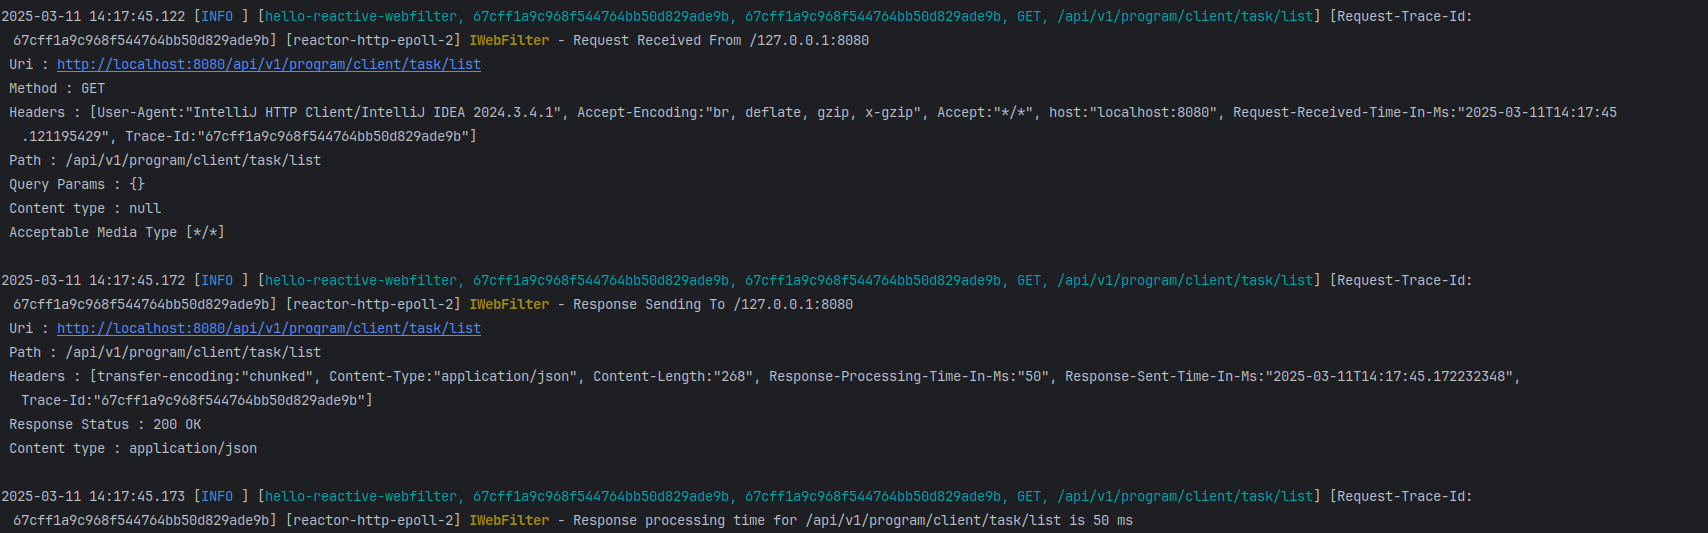 2025-03-11 14:17:45.122 [INFO ] [hello-reactive-webfilter, 67cff1a9c968f544764bb50d829ade9b, 67cff1a9c968f544764bb50d829ade9b, GET, /api/v1/program/client/task/list] [Request-Trace-Id:
67cff1a9c968f544764bb50d829ade9b] [reactor-http-epoll-2] IWebFilter - Request Received From /127.0.0.1:8080
Uri : http://localhost:8080/api/v1/program/client/task/list
Method : GET
Headers : [User-Agent:"IntelliJ HTTP Client/IntelliJ IDEA 2024.3.4.1", Accept-Encoding:"br, deflate, gzip, x-gzip", Accept:"*/*", host:"localhost:8080", Request-Received-Time-In-Ms:"2025-03-11T14:17:45
.121195429", Trace-Id:"67cff1a9c968f544764bb50d829ade9b"]
Path : /api/v1/program/client/task/list
Query Params : {}
Content type : null
Acceptable Media Type [*/*]
2025-03-11 14:17:45.172 [INFO ] [hello-reactive-webfilter, 67cff1a9c968f544764bb50d829ade9b, 67cff1a9c968f544764bb50d829ade9b, GET, /api/v1/program/client/task/list] [Request-Trace-Id:
67cff1a9c968f544764bb50d829ade9b] [reactor-http-epoll-2] IWebFilter - Response Sending To /127.0.0.1:8080
Uri : http://localhost:8080/api/v1/program/client/task/list
Path : /api/v1/program/client/task/list
Headers : [transfer-encoding:"chunked", Content-Type:"application/json", Content-Length:"268", Response-Processing-Time-In-Ms:"50", Response-Sent-Time-In-Ms:"2025-03-11T14:17:45.172232348",
Trace-Id:"67cff1a9c968f544764bb50d829ade9b"]
Response Status : 200 OK
Content type : application/json
2025-03-11 14:17:45.173 [INFO ] [hello-reactive-webfilter, 67cff1a9c968f544764bb50d829ade9b, 67cff1a9c968f544764bb50d829ade9b, GET, /api/v1/program/client/task/list] [Request-Trace-Id:
67cff1a9c968f544764bb50d829ade9b] [reactor-http-epoll-2] IWebFilter - Response processing time for /api/v1/program/client/task/list is 50 ms